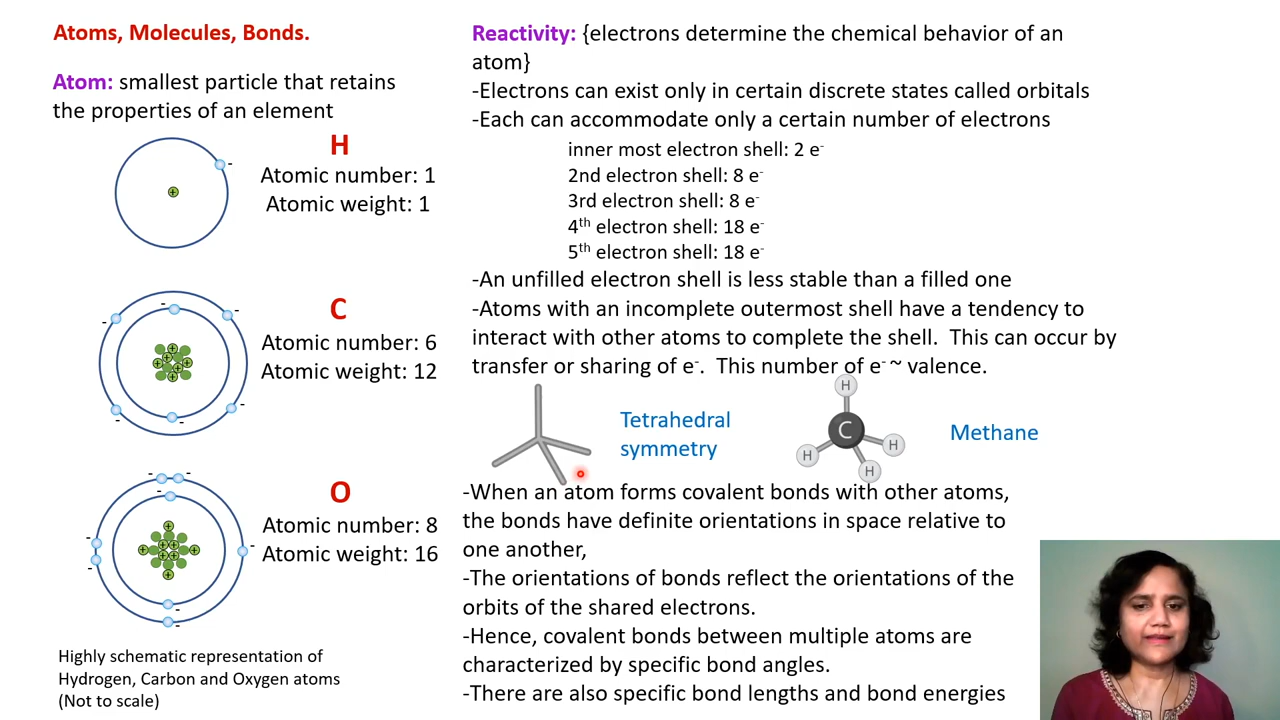 Atoms, Molecules, Bonds.
Atom: smallest particle that retains
the properties of an element
H
Atomic number: 1
Atomic weight: 1
-
+
C
Atomic number: 6
Atomic weight: 12
O
Atomic number: 8
Atomic weight: 16
Highly schematic representation of
Hydrogen, Carbon and Oxygen atoms
(Not to scale)
Reactivity: {electrons determine the chemical behavior of an
atom}
-Electrons can exist only in certain discrete states called orbitals
-Each can accommodate only a certain number of electrons
inner most electron shell: 2 e-
2nd electron shell: 8 e-
3rd electron shell: 8 e-
4th electron shell: 18 e-
5th electron shell: 18 e-
-An unfilled electron shell is less stable than a filled one
-Atoms with an incomplete outermost shell have a tendency to
interact with other atoms to complete the shell. This can occur by
transfer or sharing of e-. This number of e- ~ valence.
Tetrahedral
symmetry
H
C
H
H
H
Methane
-When an atom forms covalent bonds with other atoms,
the bonds have definite orientations in space relative to
one another,
-The orientations of bonds reflect the orientations of the
orbits of the shared electrons.
-Hence, covalent bonds between multiple atoms are
characterized by specific bond angles.
-There are also specific bond lengths and bond energies